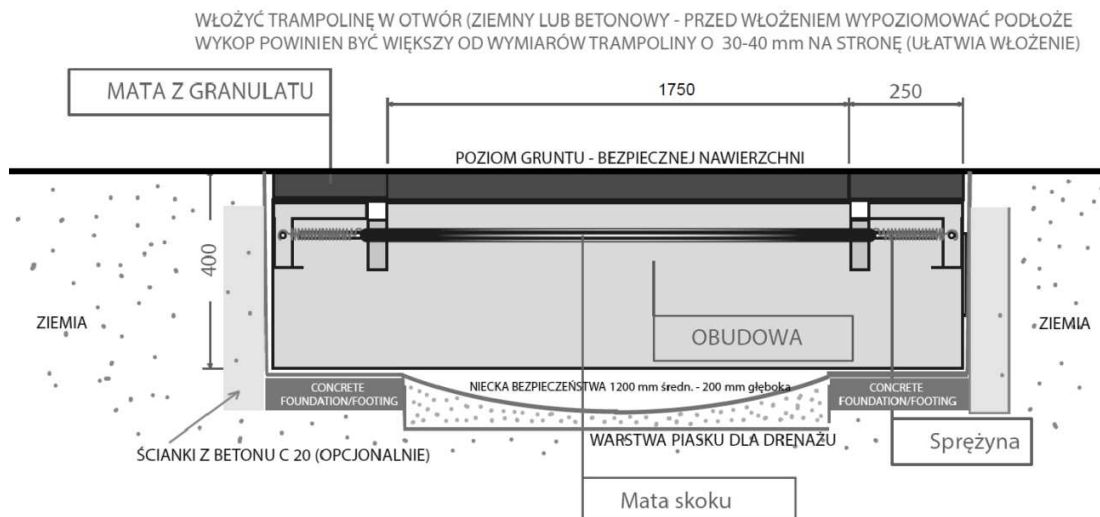 WŁOŻYĆ TRAMPOLINĘ W OTWÓR (ZIEMNY LUB BETONOWY - PRZED WŁOŻENIEM WYPOZIOMOWAĆ PODŁOŻE
WYKOP POWINIEN BYĆ WIĘKSZY OD WYMIARÓW TRAMPOLINY O 30-40 mm NA STRONĘ (UŁATWIA WŁOŻENIE)
MATA Z GRANULATU
1750
250
POZIOM GRUNTU - BEZPIECZNEJ NAWIERZCHNI
400
ZIEMIA
ZIEMIA
OBUDOWA
CONCRETE
FOUNDATION/FOOTING
NIECKA BEZPIECZEŃSTWA 1200 mm średn. - 200 mm głęboka
CONCRETE
FOUNDATION/FOOTING
WARSTWA PIASKU DLA DRENAŻU
ŚCIANKI Z BETONU C 20 (OPCJONALNIE)
Sprężyna
Mata skoku